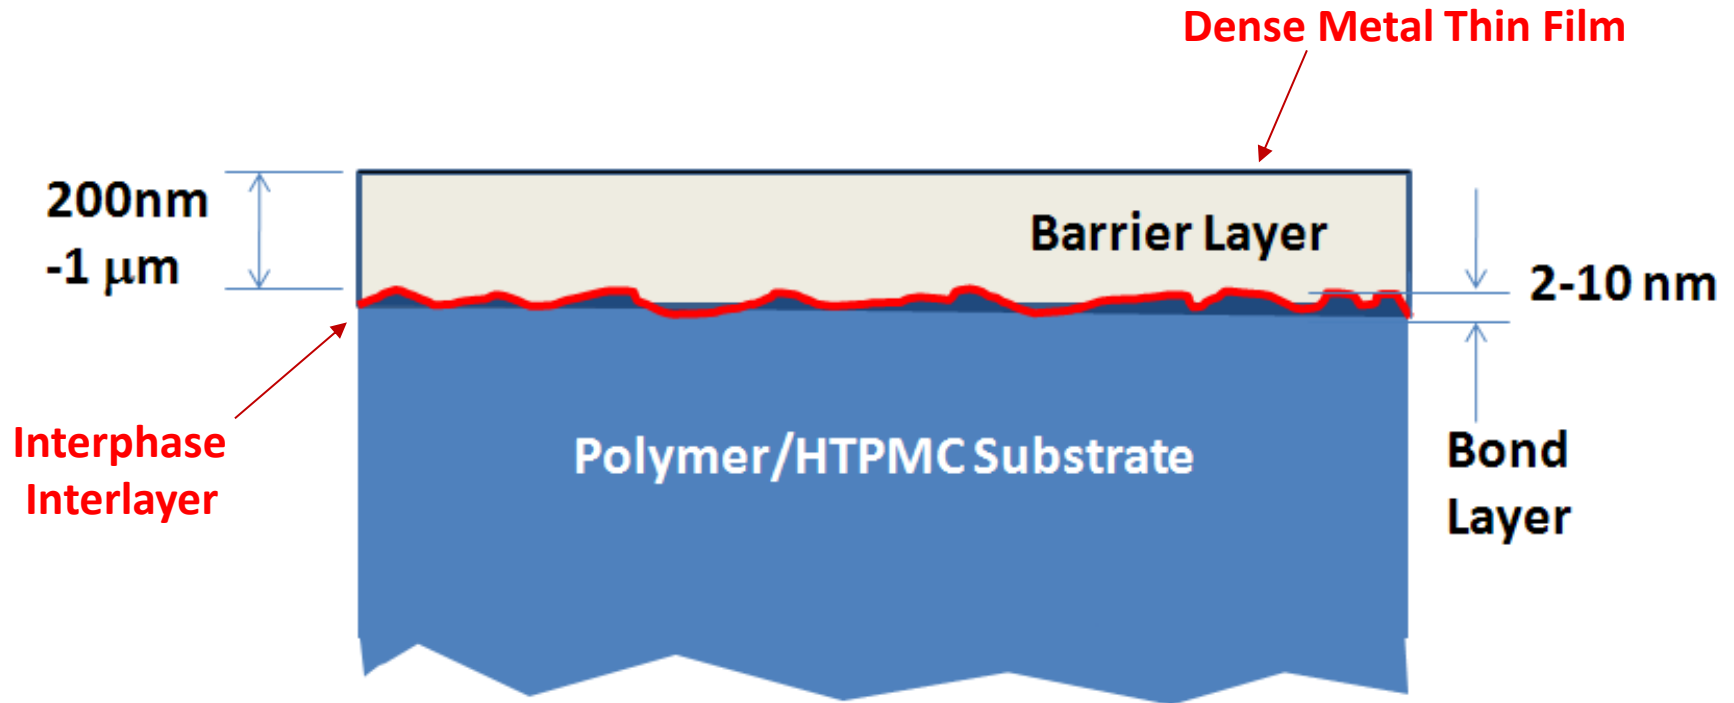 Dense Metal Thin Film
200nm
-1 μm
Barrier Layer
2-10 nm
Interphase
Interlayer
Polymer/HTPMC Substrate
Bond
Layer